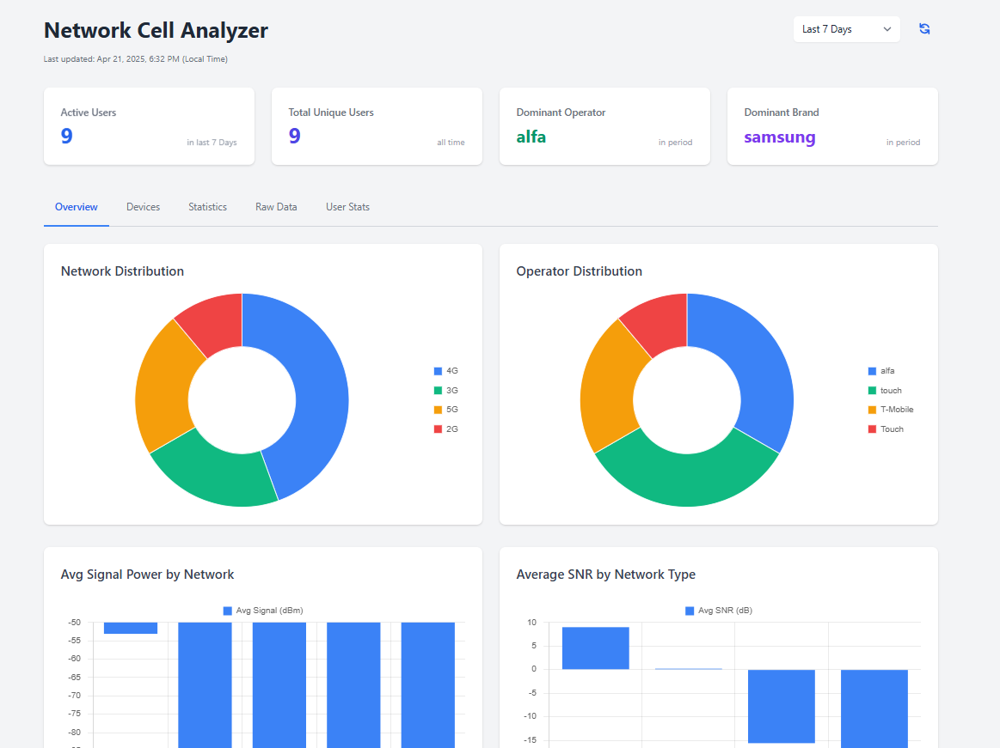 Network Cell Analyzer
Last 7 Days
Last updated: Apr 21, 2025, 6:32 PM (Local Time)
Active Users
9
in last 7 Days
Total Unique Users
9
all time
Dominant Operator
alfa
in period
Dominant Brand
samsung
in period
Overview
Devices
Statistics
Raw Data
User Stats
Network Distribution
4G
3G
5G
2G
Operator Distribution
alfa
touch
T-Mobile
Touch
Avg Signal Power by Network
Avg Signal (dBm)
-50
-55
-60
-65
-70
-75
-80
Average SNR by Network Type
Avg SNR (dB)
10
5
0
-5
-10
-15